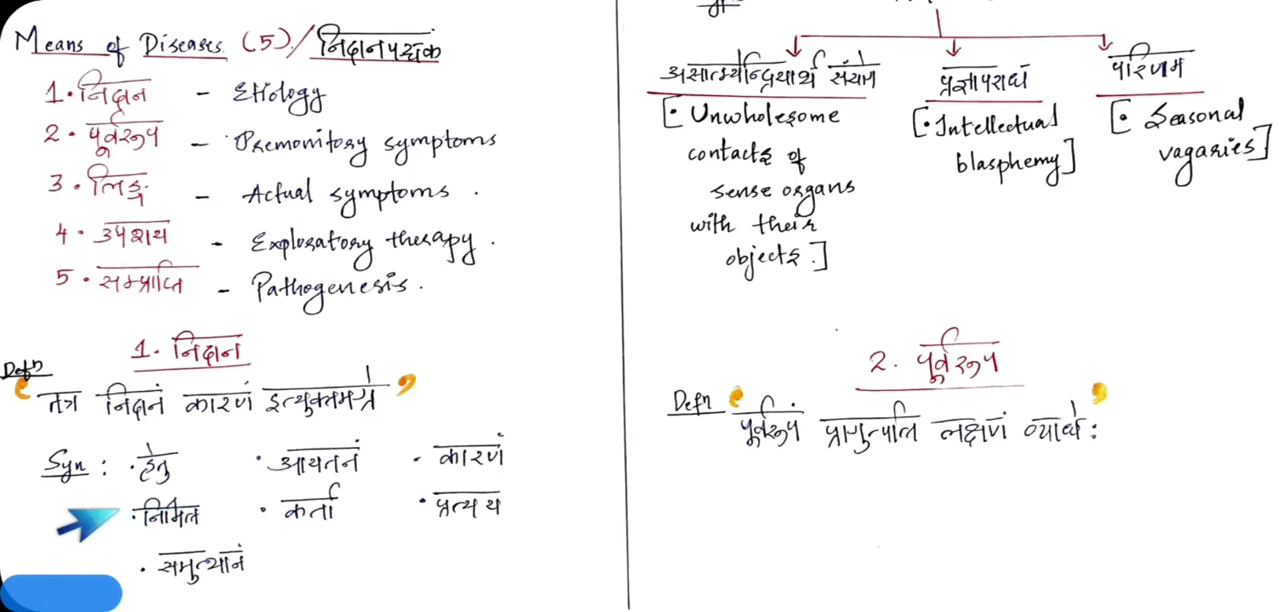 Means of Diseases (5) / निदानपञ्चक
1. निदान - Etiology
2. पूर्वरूप - Premonitory symptoms
3. लिङ्ग - Actual symptoms.
4. उपशय - Exploratory therapy.
5. सम्प्राप्ति - Pathogenesis.
1. निदान
Defn
तत्र निदानं कारणं इत्युक्तमग्रे
Syn : • हेतु • आयतनं • कारणं
• निमित्त • कर्ता • प्रत्यय
• समुत्थानं
असात्म्येन्द्रियार्थ संयोग
[• Unwholesome
contacts of
sense organs
with their
objects.]
प्रज्ञापराध
[• Intellectual
blasphemy]
परिणाम
[• Seasonal
vagaries]
2. पूर्वरूप
Defn
पूर्वरूपं प्रागुत्पत्ति लक्षणं व्याधेः